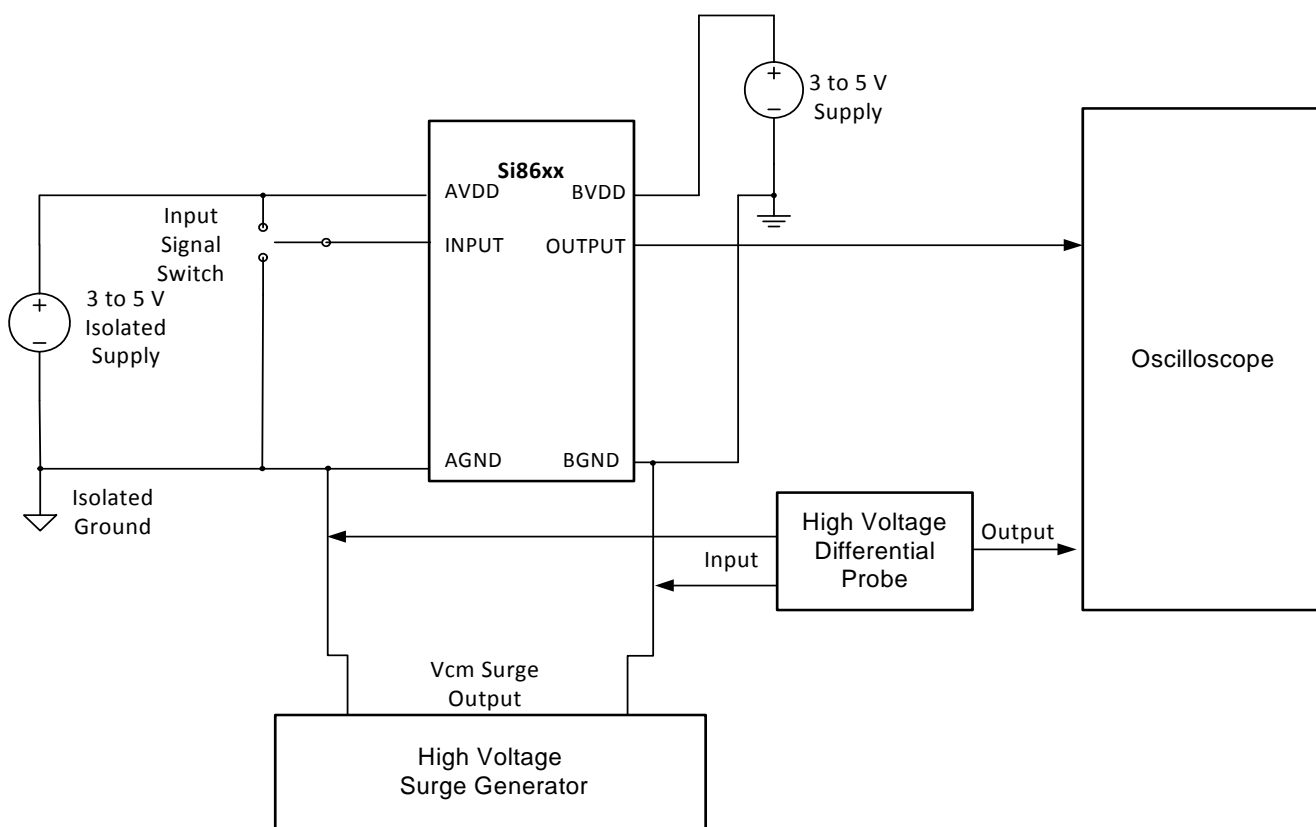 3 to 5 V
Supply
Si86xx
AVDD
BVDD
Input
Signal
Switch
INPUT
OUTPUT
3 to 5 V
Isolated
Supply
Oscilloscope
AGND
BGND
Isolated
Ground
High Voltage
Differential
Probe
Input
Output
Vcm Surge
Output
High Voltage
Surge Generator